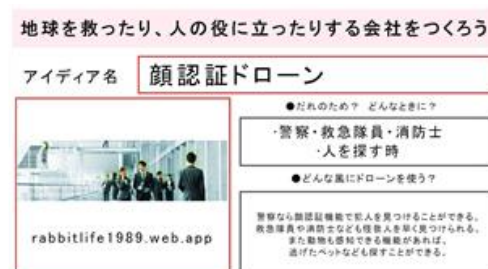 地球を救ったり、人の役に立ったりする会社をつくろう
アイディア名
顔認証ドローン
rabbitlife1989.web.app
●だれのため？ どんなときに？
・警察・救急隊員・消防士
・人を探す時
●どんな風にドローンを使う？
警察なら顔認証機能で犯人を見つけることができる。
救急隊員や消防士なども怪我人を早く見つけられる。
また動物も感知できる機能があれば、
逃げたペットなども探すことができる。